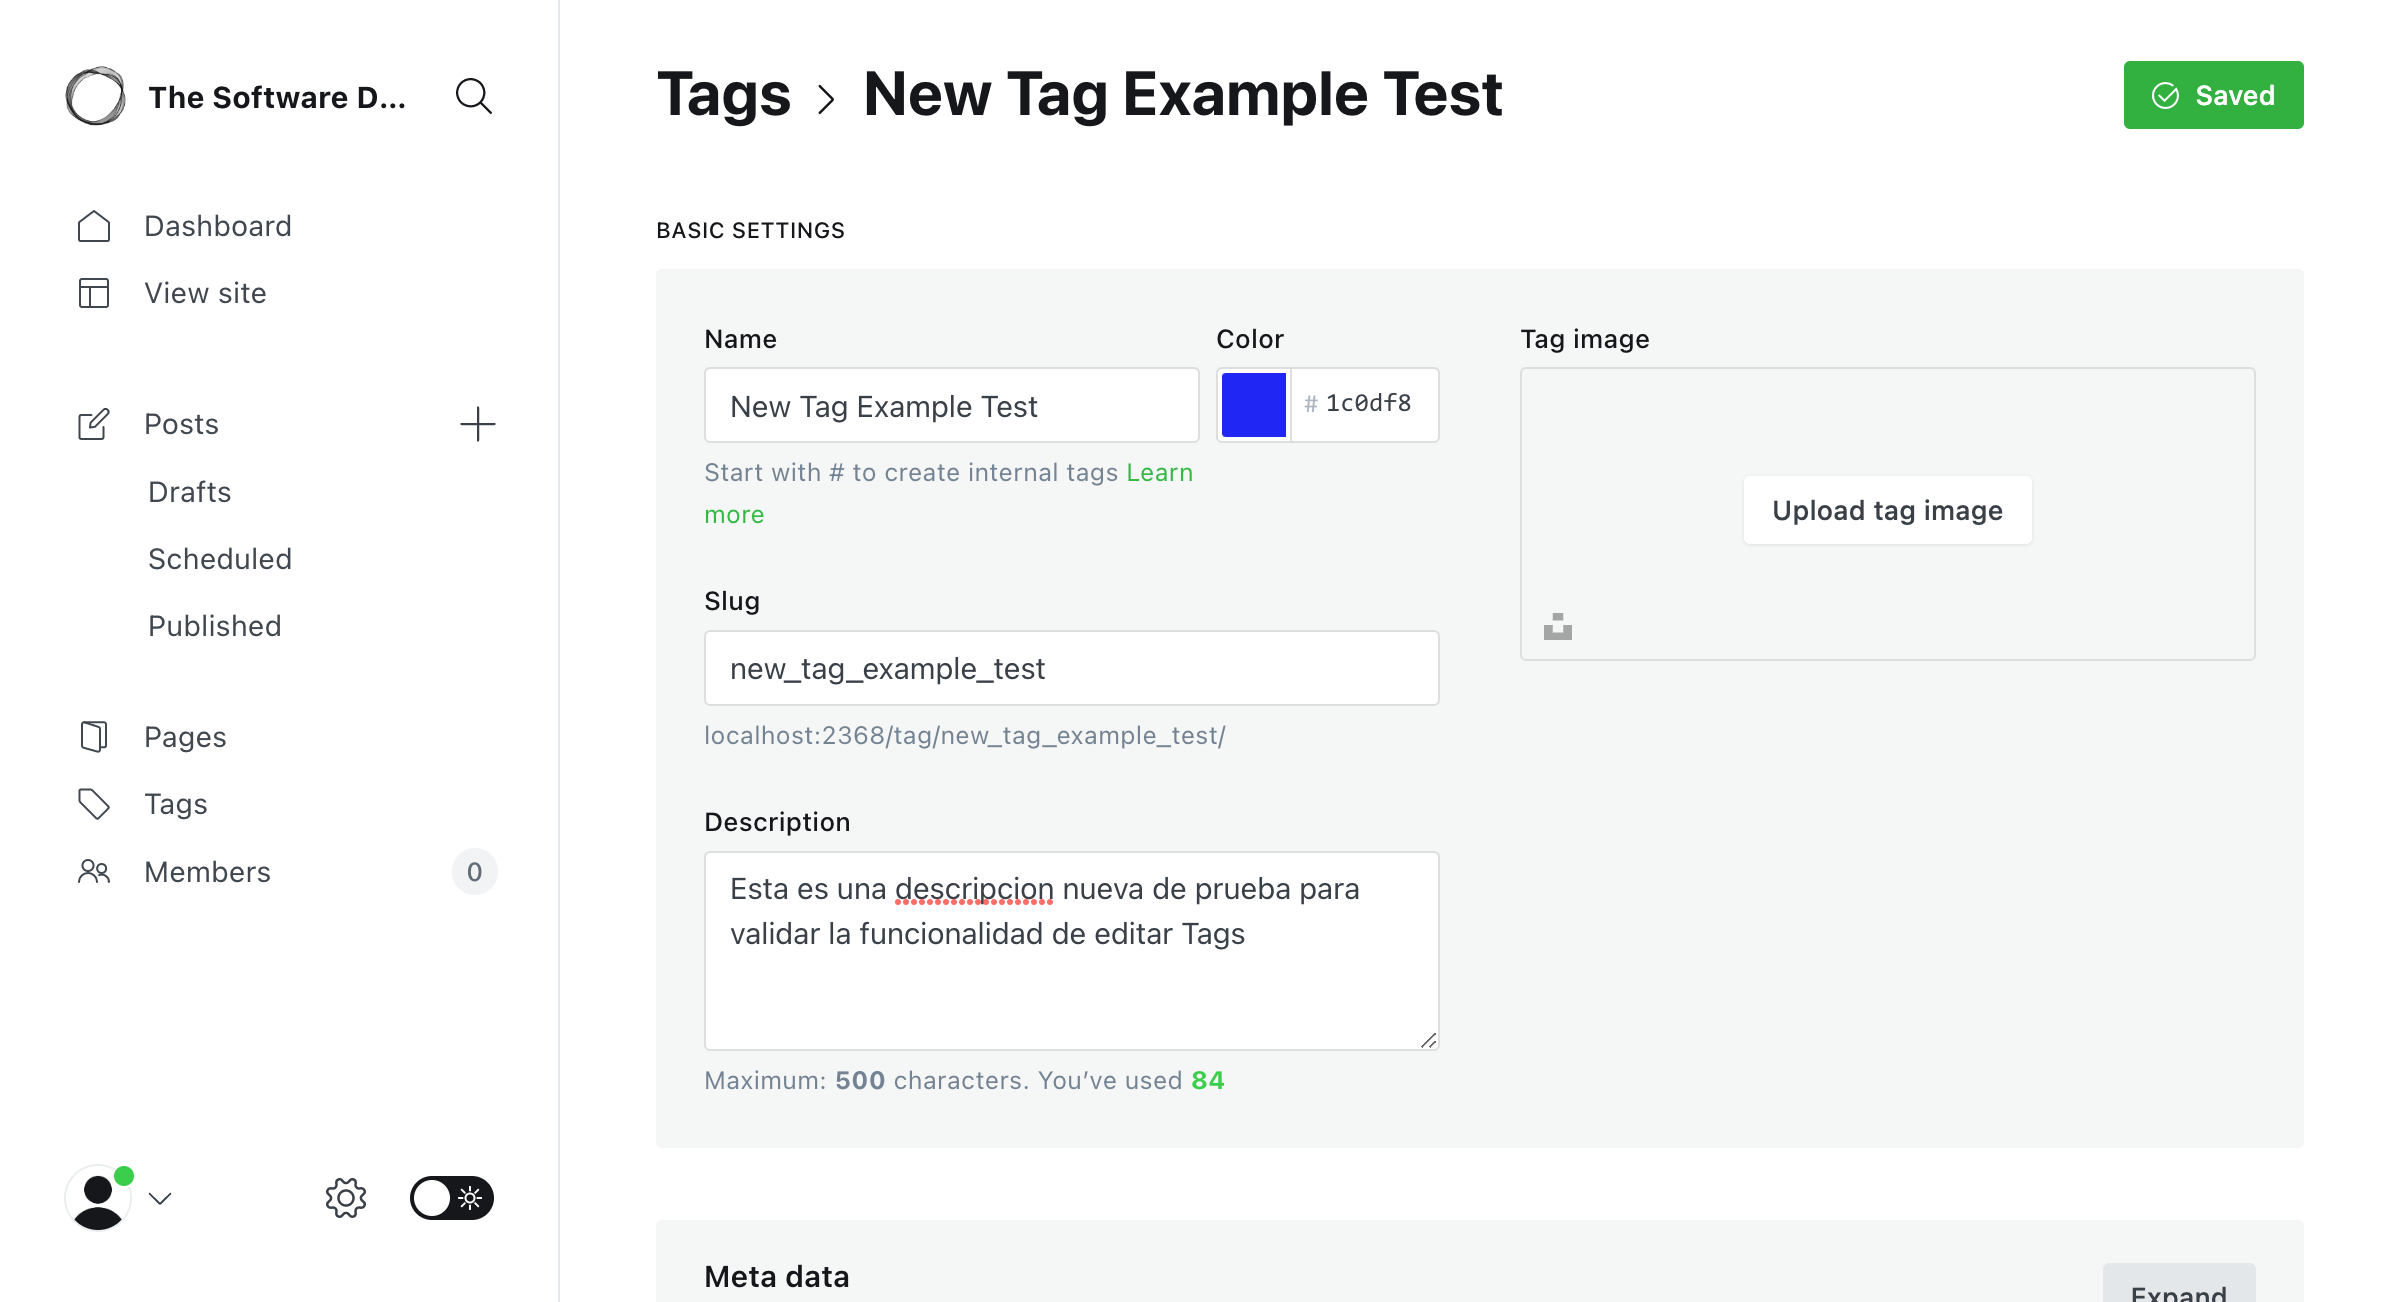 The Software D...
Dashboard
View site
Posts
Drafts
Scheduled
Published
Pages
Tags
Members
0
Tags > New Tag Example Test
Saved
BASIC SETTINGS
Name
New Tag Example Test
Start with # to create internal tags Learn
more
Color
# 1c0df8
Tag image
Upload tag image
Slug
new_tag_example_test
localhost:2368/tag/new_tag_example_test/
Description
Esta es una descripcion nueva de prueba para
validar la funcionalidad de editar Tags
Maximum: 500 characters. You’ve used 84
Meta data
Expand